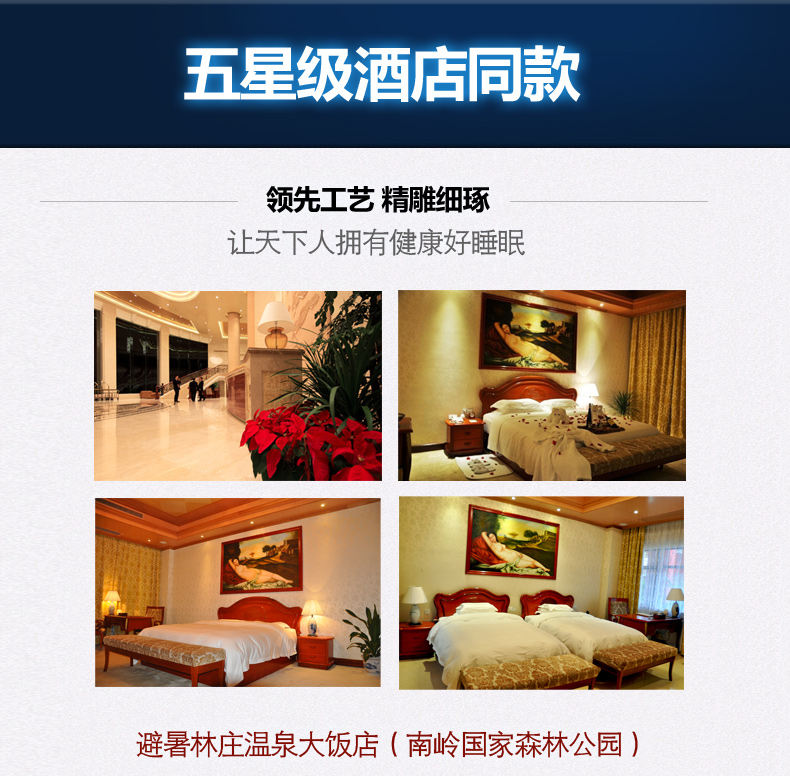 五星级酒店同款
领先工艺 精雕细琢
让天下人拥有健康好睡眠
避暑林庄温泉大饭店（南岭国家森林公园）